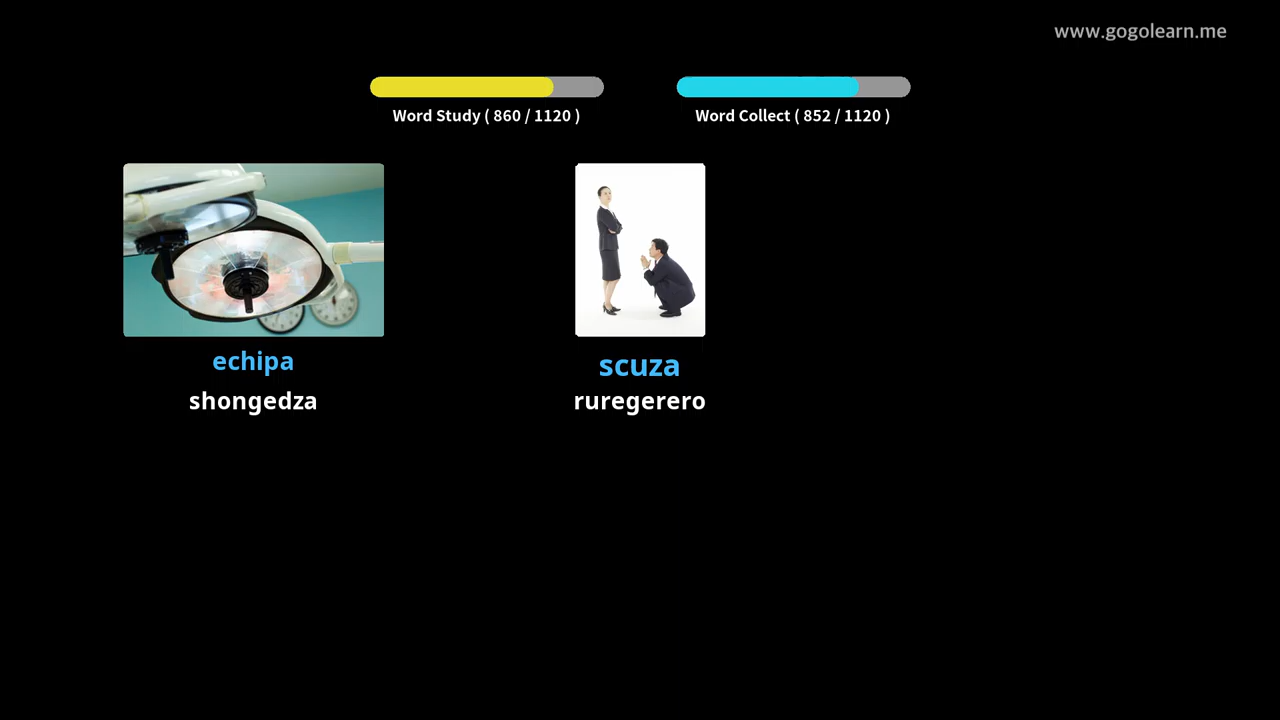 www.gogolearn.me
Word Study ( 860 / 1120 )
Word Collect ( 852 / 1120 )
echipa
shongedza
scuza
ruregerero